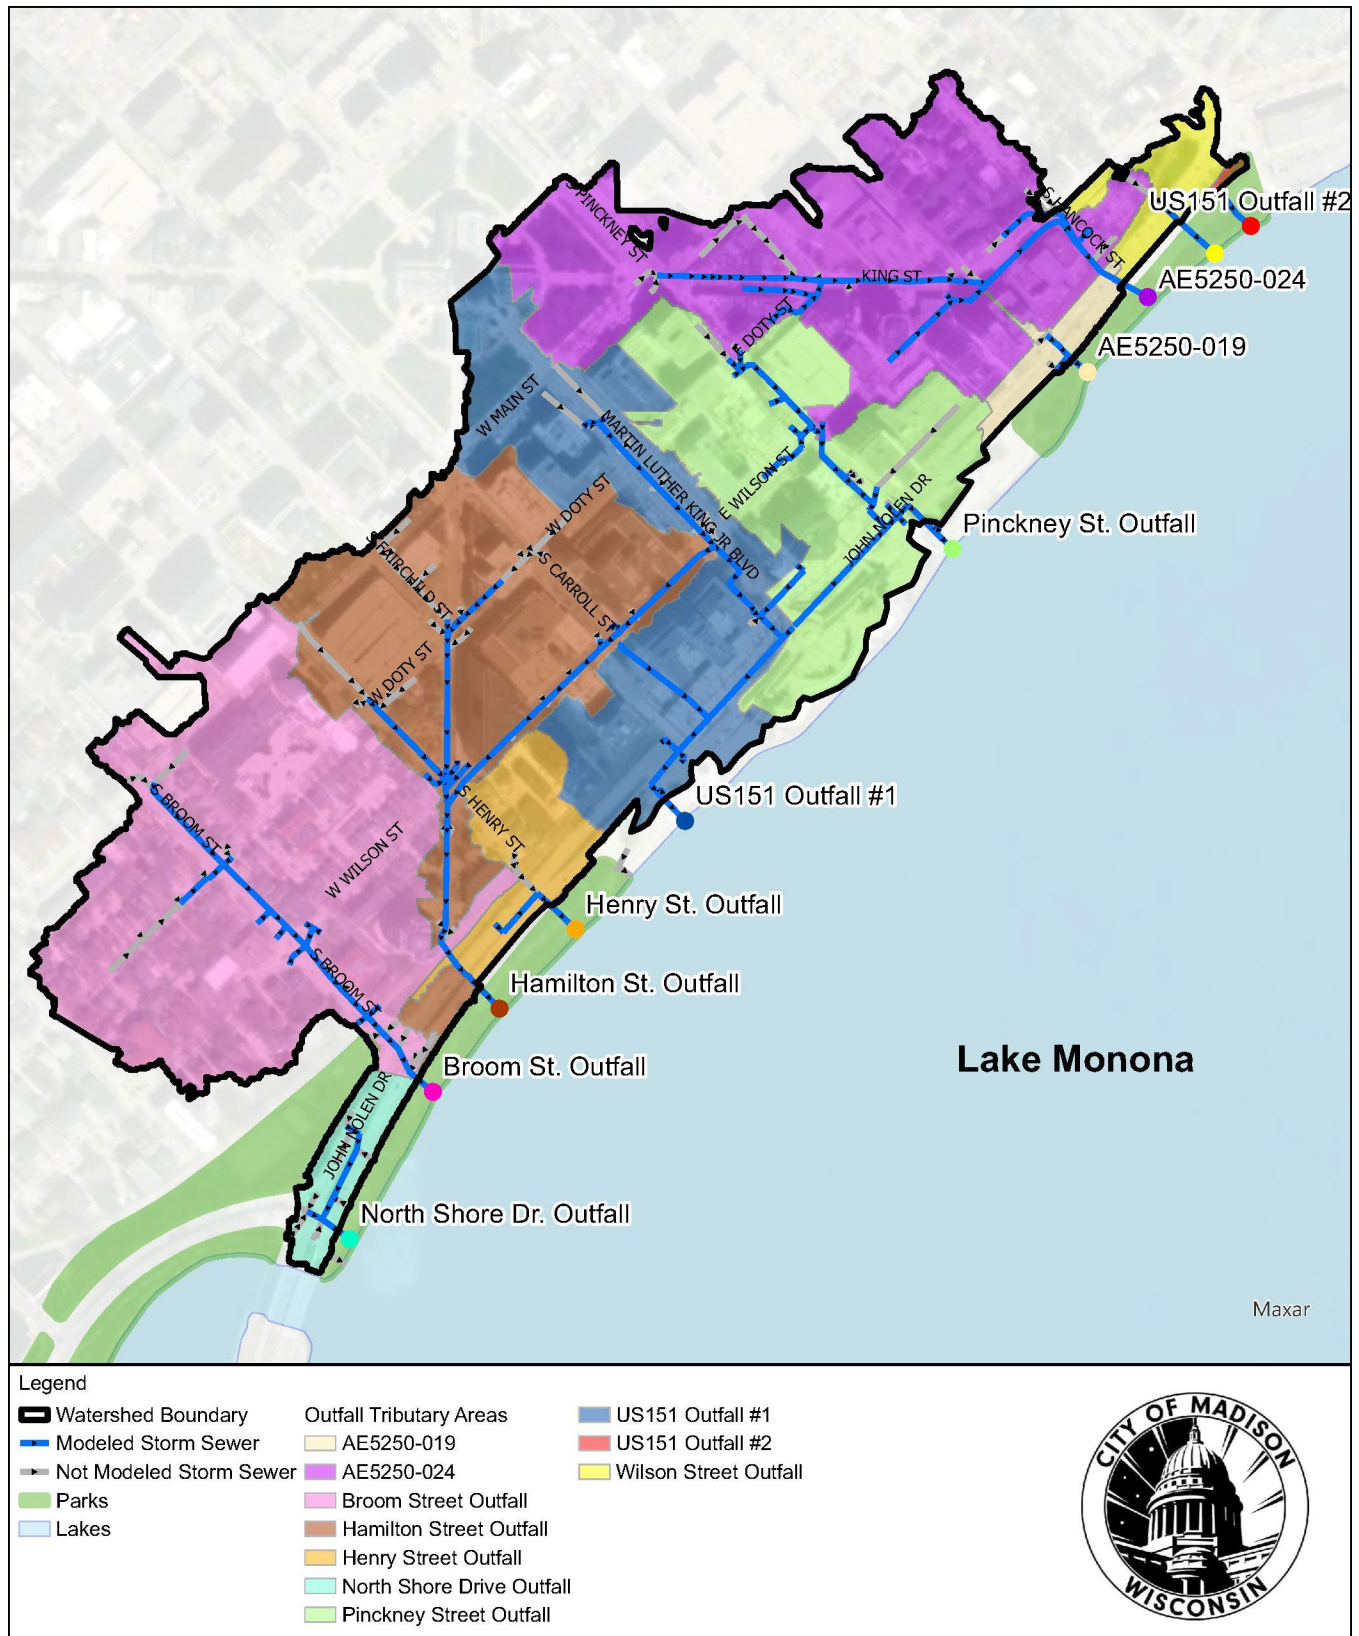 S PINCKNEY ST
S HANCOCK ST
US151 Outfall #2
KING ST
AE5250-024
E DOTY ST
AE5250-019
W MAIN ST
MARTIN LUTHER KING JR BLVD
E WILSON ST
W DOTY ST
JOHN NOLEN DR
Pinckney St. Outfall
S FAIRCHILD ST
S CARROLL ST
W DOTY ST
S BROOM ST
S HENRY ST
US151 Outfall #1
W WILSON ST
Henry St. Outfall
S BROOM ST
Hamilton St. Outfall
Lake Monona
Broom St. Outfall
JOHN NOLEN DR
North Shore Dr. Outfall
Maxar
Legend
Watershed Boundary
Modeled Storm Sewer
Not Modeled Storm Sewer
Parks
Lakes
Outfall Tributary Areas
AE5250-019
AE5250-024
Broom Street Outfall
Hamilton Street Outfall
Henry Street Outfall
North Shore Drive Outfall
Pinckney Street Outfall
US151 Outfall #1
US151 Outfall #2
Wilson Street Outfall
CITY OF MADISON
WISCONSIN